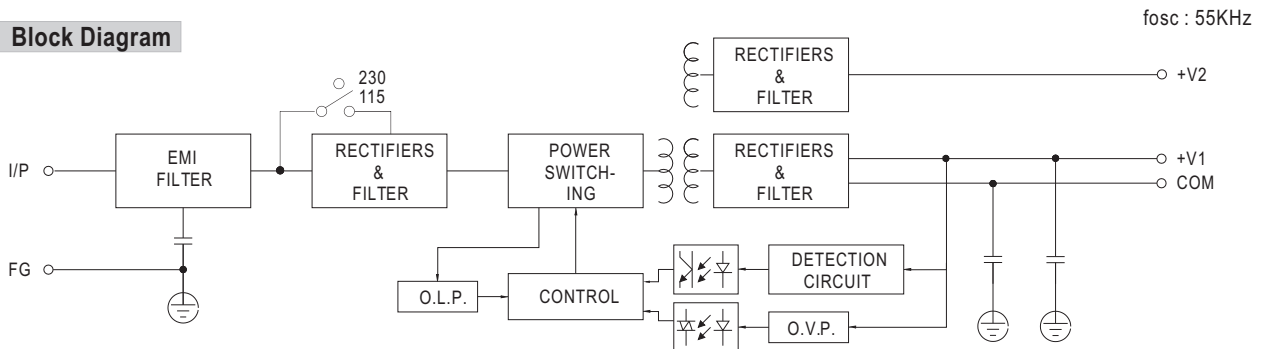 fosc : 55KHz
Block Diagram
230
115
RECTIFIERS
&
FILTER
+V2
I/P
EMI
FILTER
RECTIFIERS
&
FILTER
POWER
SWITCH-
ING
RECTIFIERS
&
FILTER
+V1
COM
FG
O.L.P.
CONTROL
DETECTION
CIRCUIT
O.V.P.